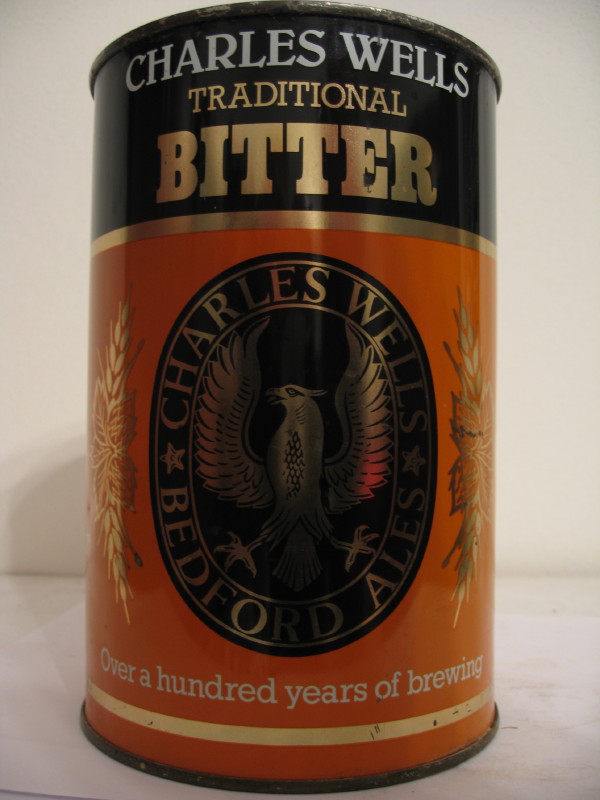 CHARLES WELLS
TRADITIONAL
BITTER
CHARLES WELLS
BEDFORD ALES
Over a hundred years of brewing